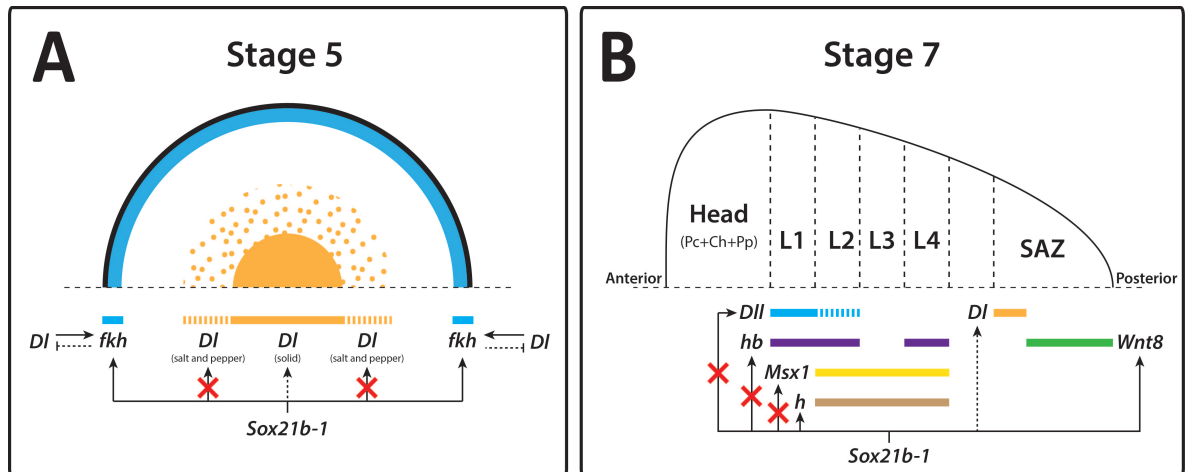 A
Stage 5
Dl
fkh
Dl
(salt and pepper)
Dl
(solid)
Dl
(salt and pepper)
fkh
Dl
Sox21b-1
B
Stage 7
Head
(Pc+Ch+Pp)
L1
L2
L3
L4
SAZ
Anterior
Posterior
Dll
Dl
hb
Wnt8
Msx1
h
Sox21b-1